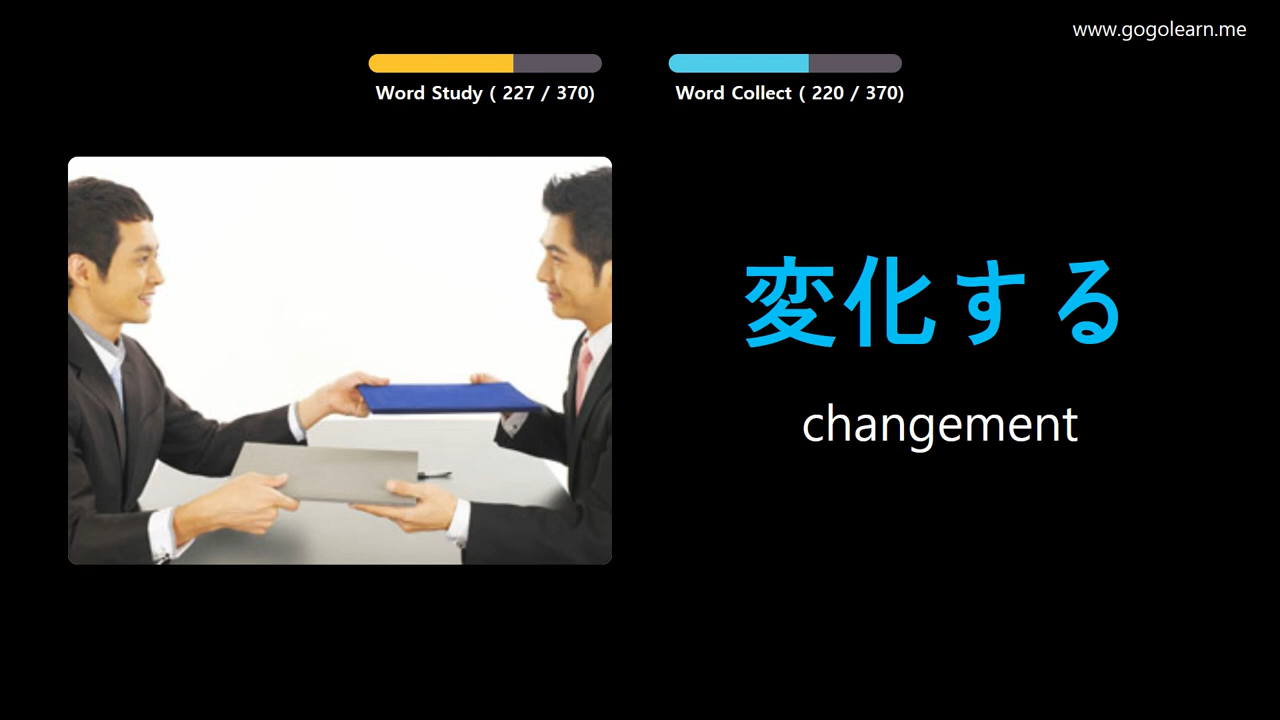 www.gogolearn.me
Word Study ( 227 / 370)
Word Collect ( 220 / 370)
変化する
changement